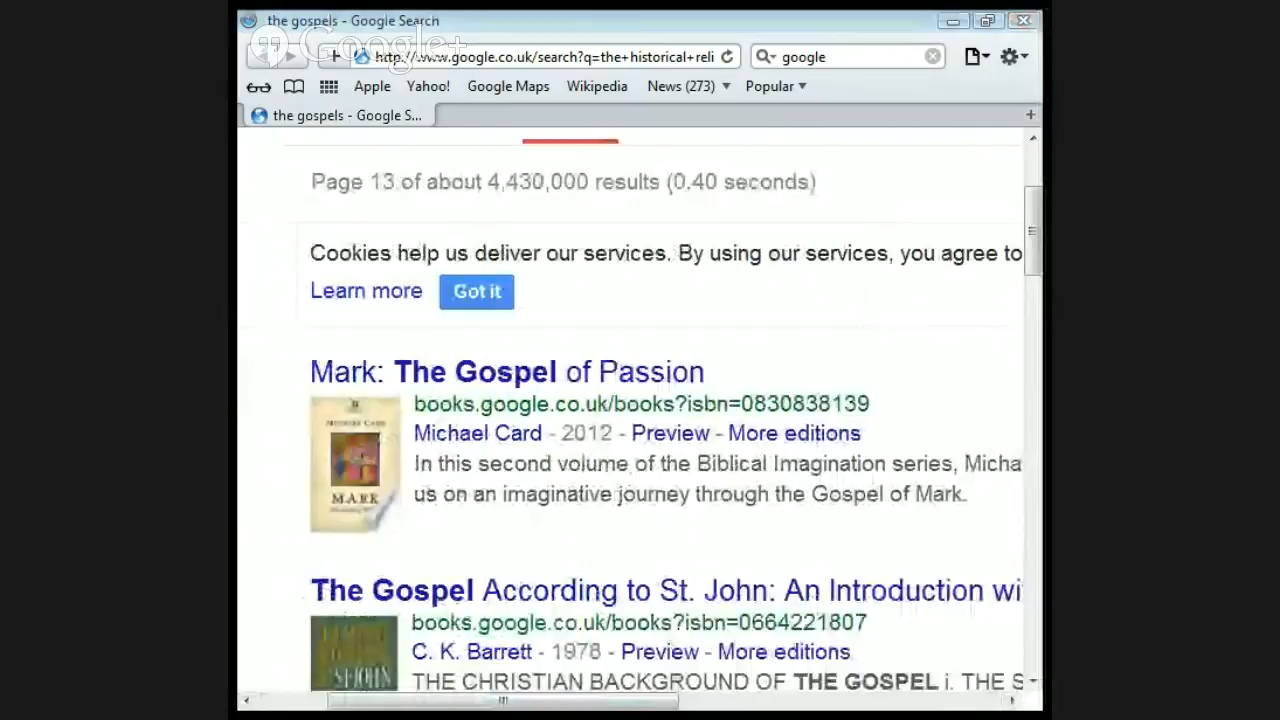 the gospels - Google Search
Google+
http://www.google.co.uk/search?q=the+historical+reli
google
Apple Yahoo! Google Maps Wikipedia News (273) Popular
the gospels - Google S...
Page 13 of about 4,430,000 results (0.40 seconds)
Cookies help us deliver our services. By using our services, you agree to
Learn more Got it
Mark: The Gospel of Passion
books.google.co.uk/books?isbn=0830838139
Michael Card - 2012 - Preview - More editions
In this second volume of the Biblical Imagination series, Micha
us on an imaginative journey through the Gospel of Mark.
MICHAEL CARD
MARK
The Gospel According to St. John: An Introduction wi
books.google.co.uk/books?isbn=0664221807
C. K. Barrett - 1978 - Preview - More editions
THE CHRISTIAN BACKGROUND OF THE GOSPEL i. THE S
ST JOHN